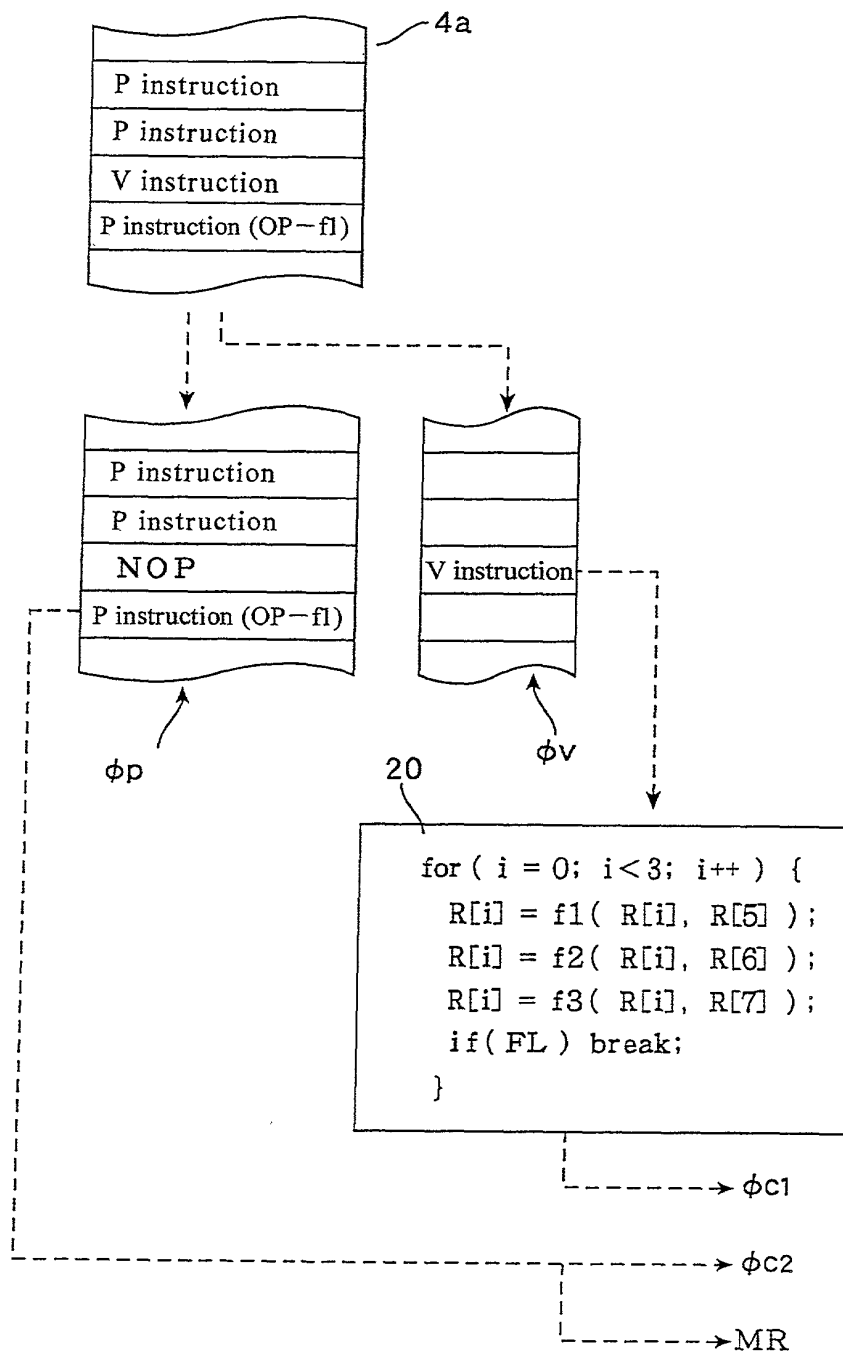 4a
P instruction
P instruction
V instruction
P instruction (OP−f1)
P instruction
P instruction
NOP
V instruction
P instruction (OP−f1)
φp
φv
20
for ( i = 0; i<3; i++ ) {
R[i] = f1( R[i], R[5] );
R[i] = f2( R[i], R[6] );
R[i] = f3( R[i], R[7] );
if( FL ) break;
}
φc1
φc2
MR